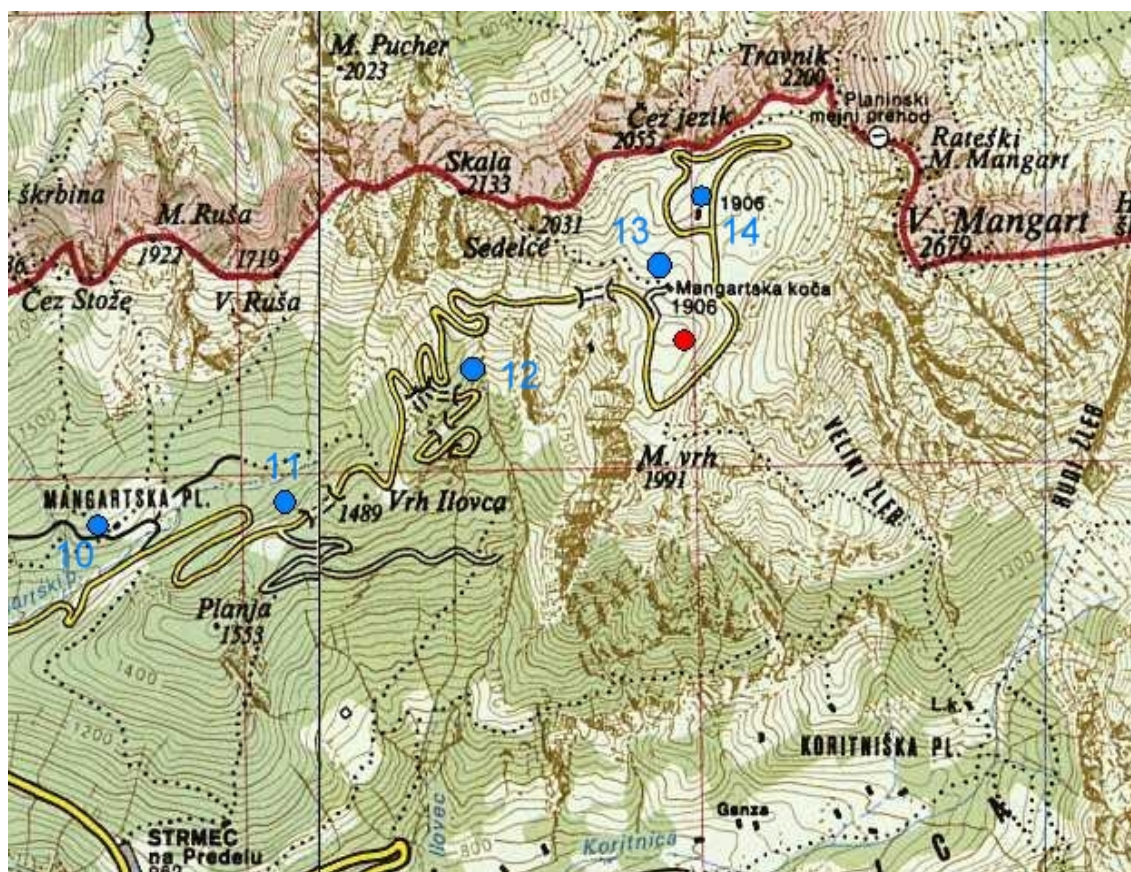 M. Pucher
2023
Travnik
2200
Planinski
mejni prehod
Čez jezik
2055
Rateški
M. Mangart
Skala
2133
škrbina
M. Ruša
1922
1719
2031
Sedelce
1906
13
14
V. Mangart
2679
Čez Stože
V. Ruša
Mangartska koča
1906
12
1500
M. vrh
1991
VELIKI ŽLEB
HUDI ŽLEB
11
MANGARTSKA PL.
10
1489
Vrh Ilovca
Planja
1553
1400
1200
1300
L.k.
KORITNIŠKA PL.
Ganza
Ilovec
800
Koritnica
STRMEC
na Predelu
I C A